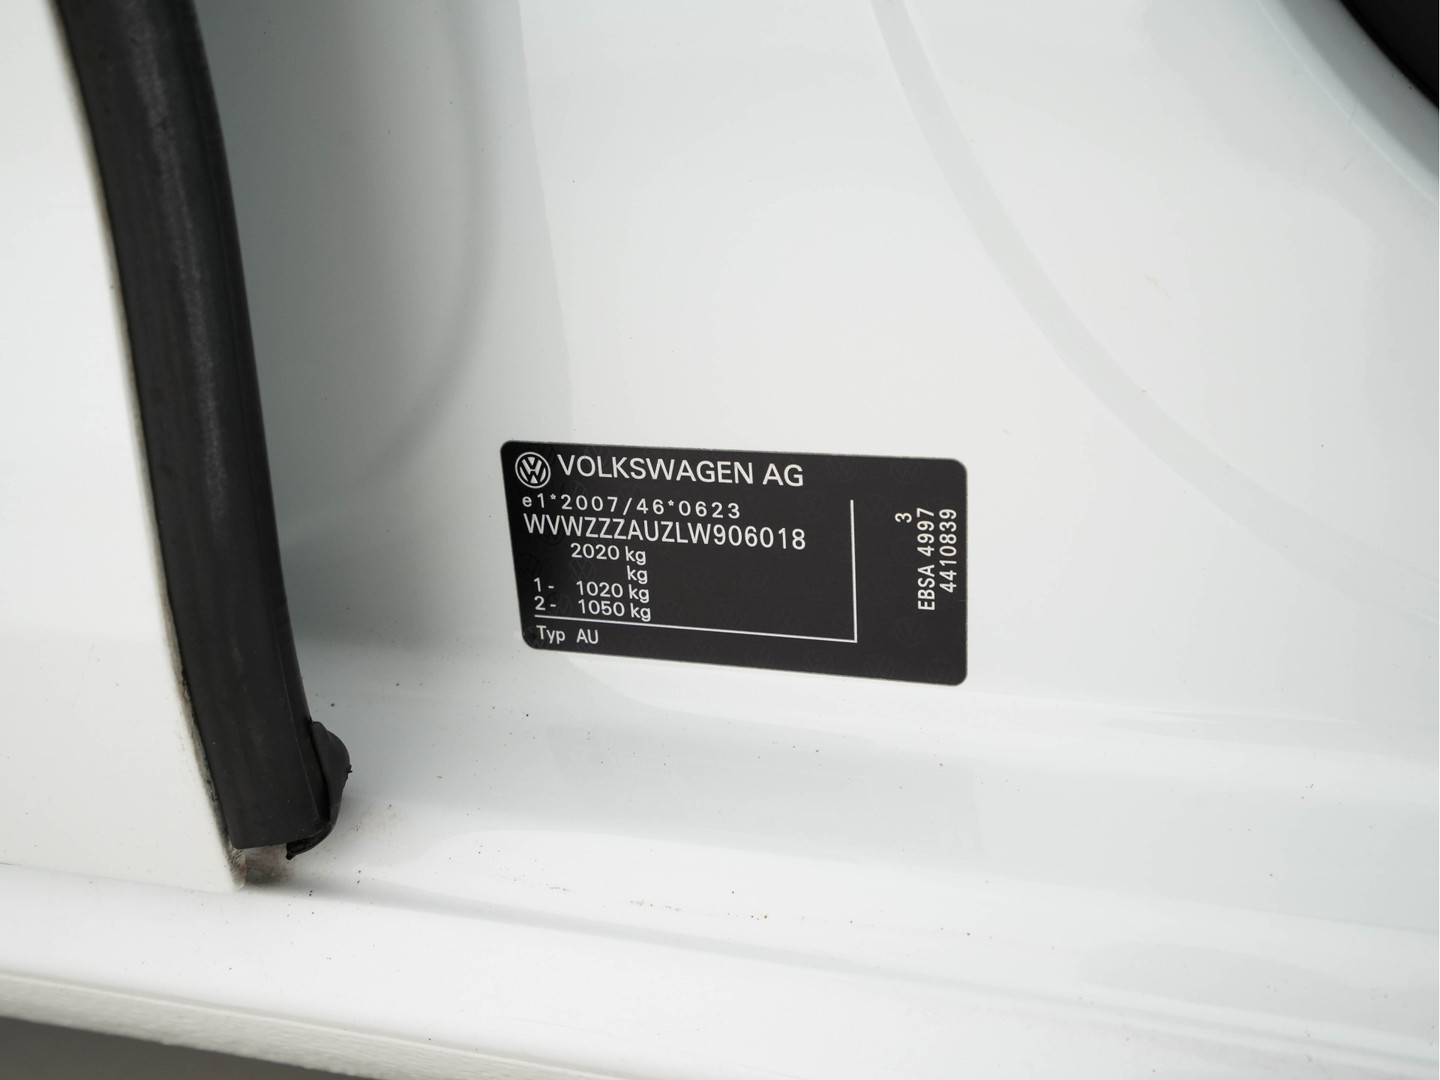 VOLKSWAGEN AG
e1*2007/46*0623
WVWZZZAUZLW906018
2020 kg
kg
1- 1020 kg
2- 1050 kg
Typ AU
3
EBSA 4997
4410839